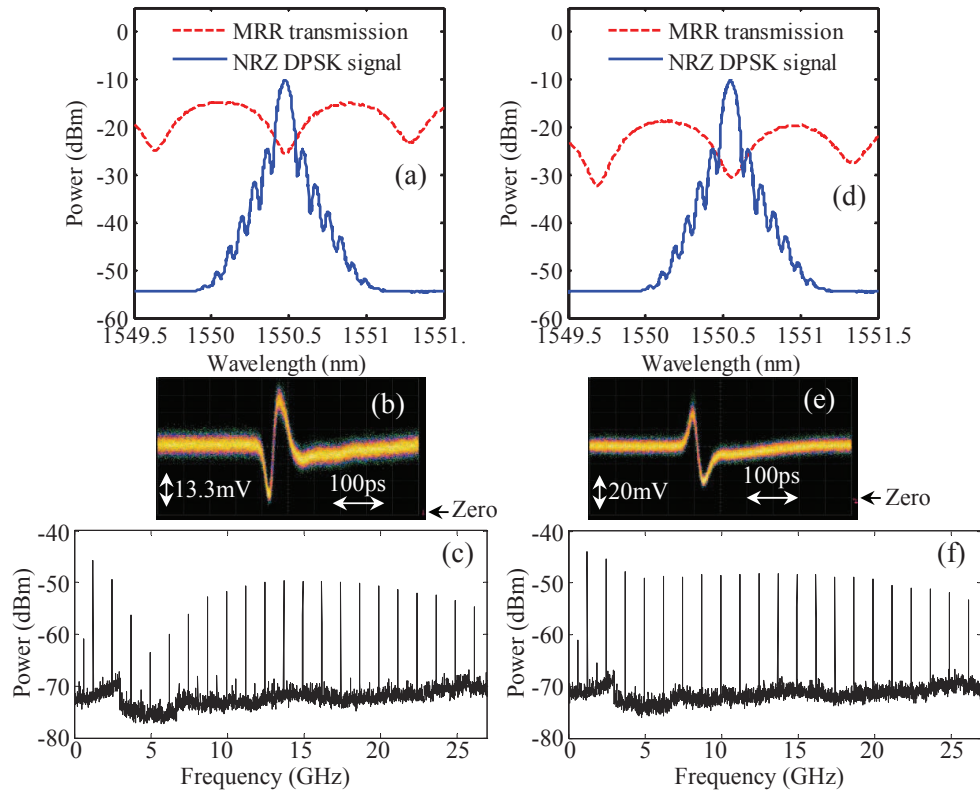 0
-10
-20
-30
-40
-50
-60
Power (dBm)
MRR transmission
NRZ DPSK signal
(a)
1549.5 1550 1550.5 1551 1551.
Wavelength (nm)
0
-10
-20
-30
-40
-50
-60
Power (dBm)
MRR transmission
NRZ DPSK signal
(d)
1549.5 1550 1550.5 1551 1551.5
Wavelength (nm)
(b)
13.3mV
100ps
Zero
(e)
20mV
100ps
Zero
-40
-50
-60
-70
-80
Power (dBm)
(c)
0 5 10 15 20 25
Frequency (GHz)
-40
-50
-60
-70
-80
Power (dBm)
(f)
0 5 10 15 20 25
Frequency (GHz)